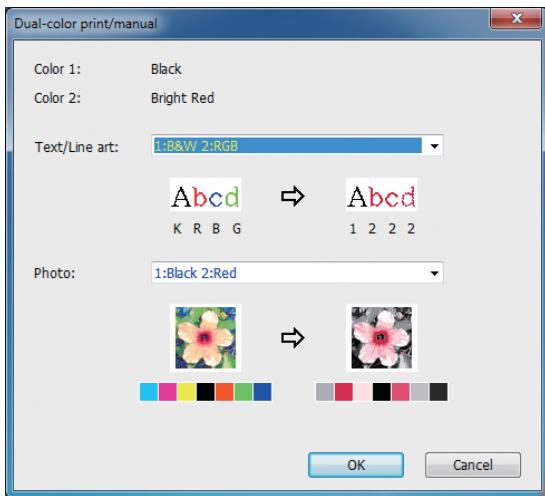 Dual-color print/manual
Color 1: Black
Color 2: Bright Red
Text/Line art: 1:B&W 2:RGB
Abcd Abcd
K R B G 1 2 2 2
Photo: 1:Black 2:Red
OK Cancel